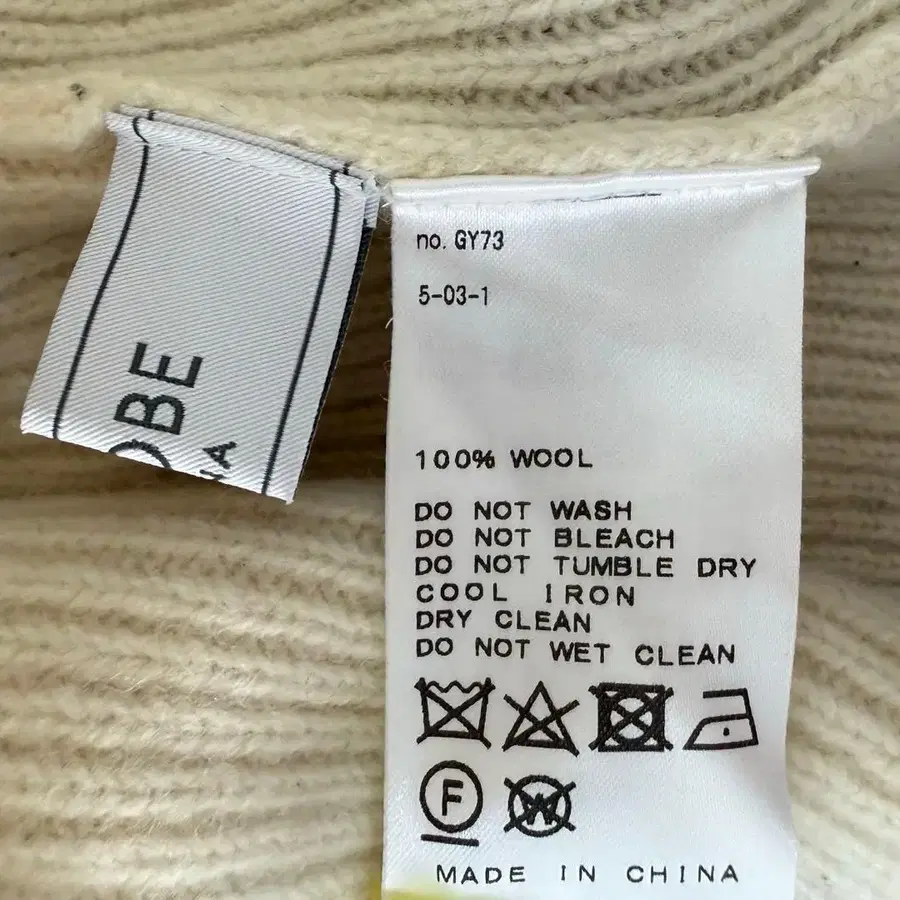 no. GY73
5-03-1
100% WOOL
DO NOT WASH
DO NOT BLEACH
DO NOT TUMBLE DRY
COOL IRON
DRY CLEAN
DO NOT WET CLEAN
F
W
MADE IN CHINA